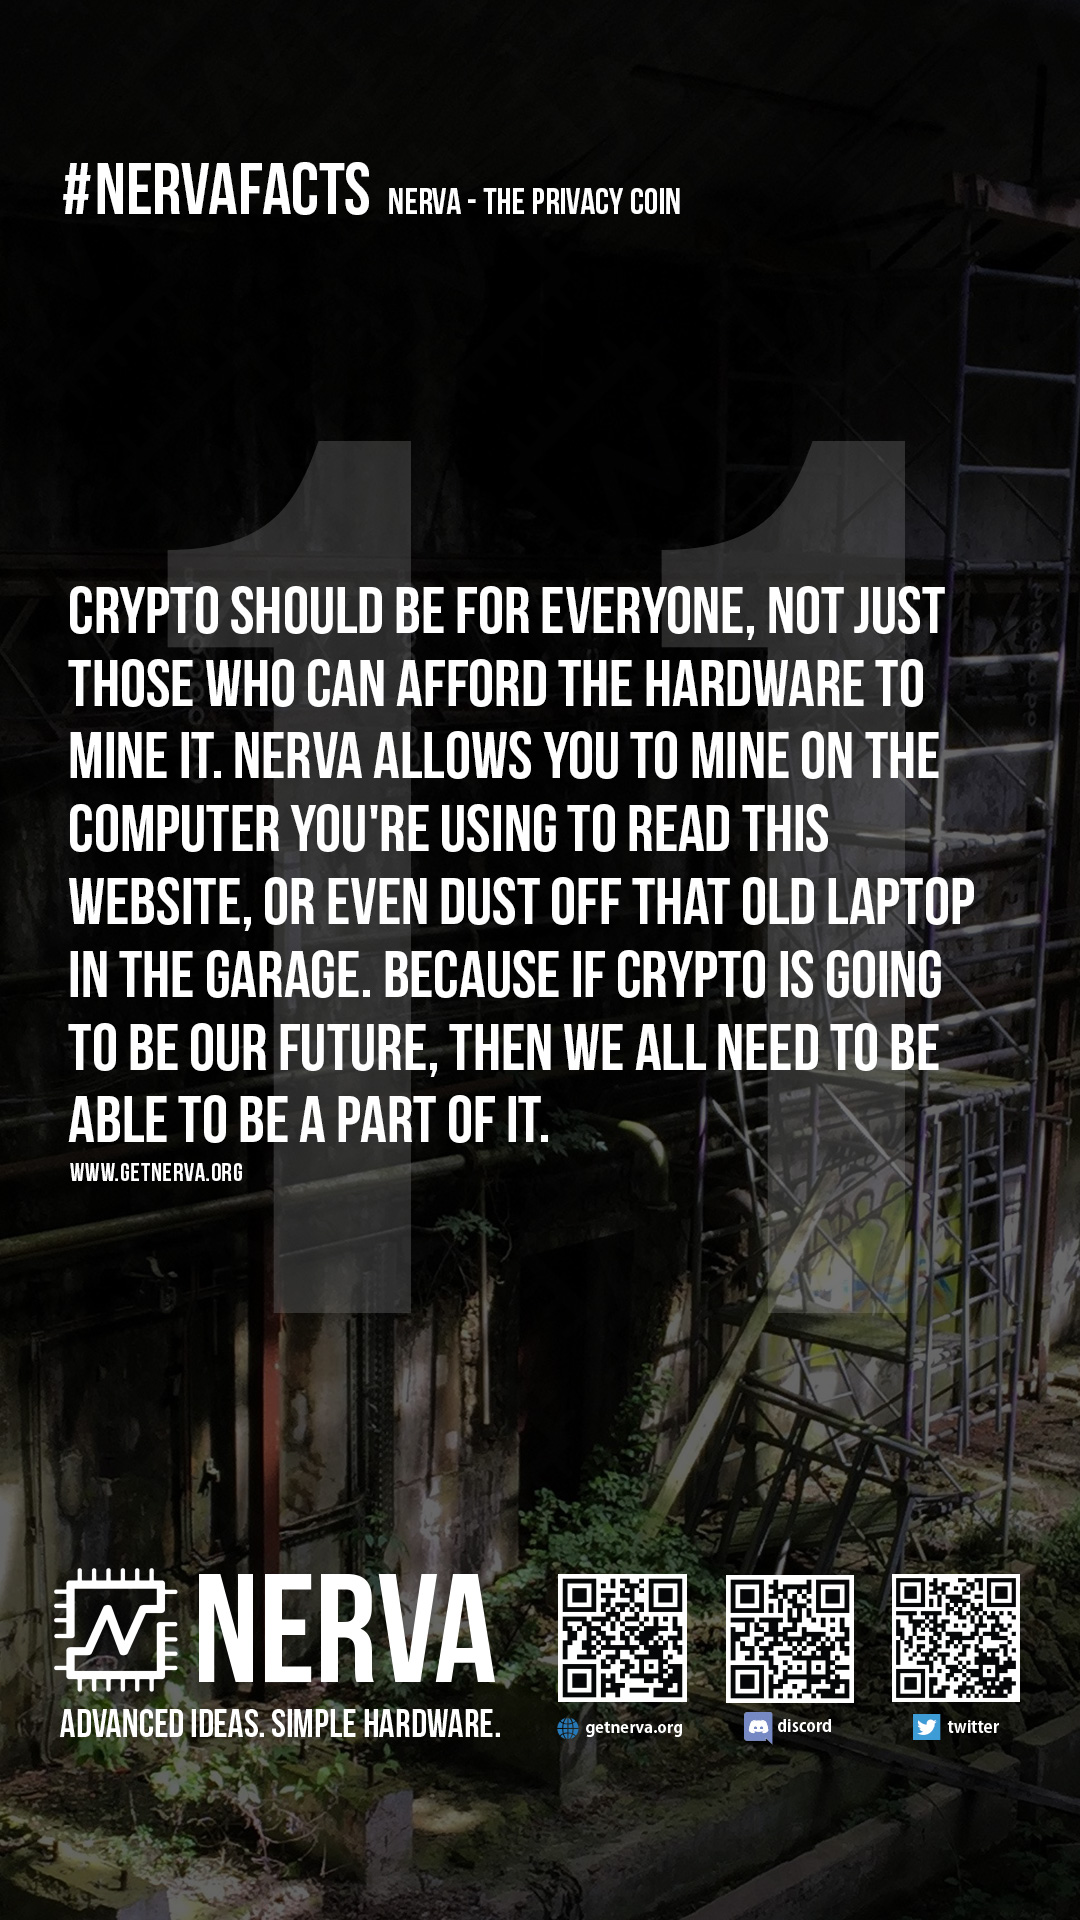 #NERVAFACTS NERVA - THE PRIVACY COIN
11
CRYPTO SHOULD BE FOR EVERYONE, NOT JUST
THOSE WHO CAN AFFORD THE HARDWARE TO
MINE IT. NERVA ALLOWS YOU TO MINE ON THE
COMPUTER YOU'RE USING TO READ THIS
WEBSITE, OR EVEN DUST OFF THAT OLD LAPTOP
IN THE GARAGE. BECAUSE IF CRYPTO IS GOING
TO BE OUR FUTURE, THEN WE ALL NEED TO BE
ABLE TO BE A PART OF IT.
WWW.GETNERVA.ORG
NERVA
ADVANCED IDEAS. SIMPLE HARDWARE.
getnerva.org discord twitter